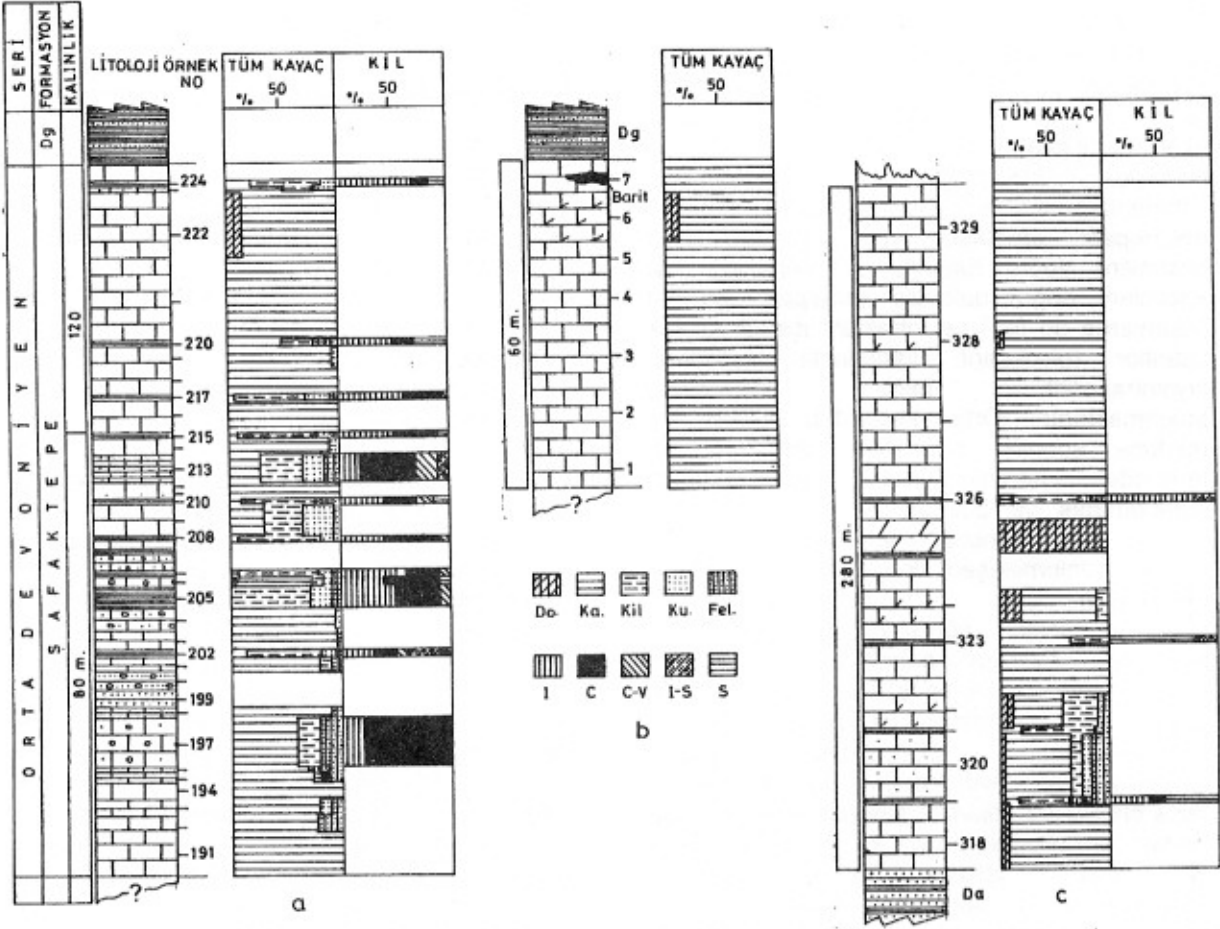 SERİ
FORMASYON
KALINLIK
LİTOLOJİ
ÖRNEK NO
TÜM KAYAÇ
% 50
KİL
% 50
Dg
ORTA DEVONİYEN
SAFAKTEPE
120
80 m.
224
222
220
217
215
213
210
208
205
202
199
197
194
191
?
a
TÜM KAYAÇ
% 50
Dg
60 m.
7
Barit
6
5
4
3
2
1
?
Do. Ka. Kil Ku. Fel.
I C C-V I-S S
b
TÜM KAYAÇ
% 50
KİL
% 50
280 m.
329
328
326
323
320
318
Da
c